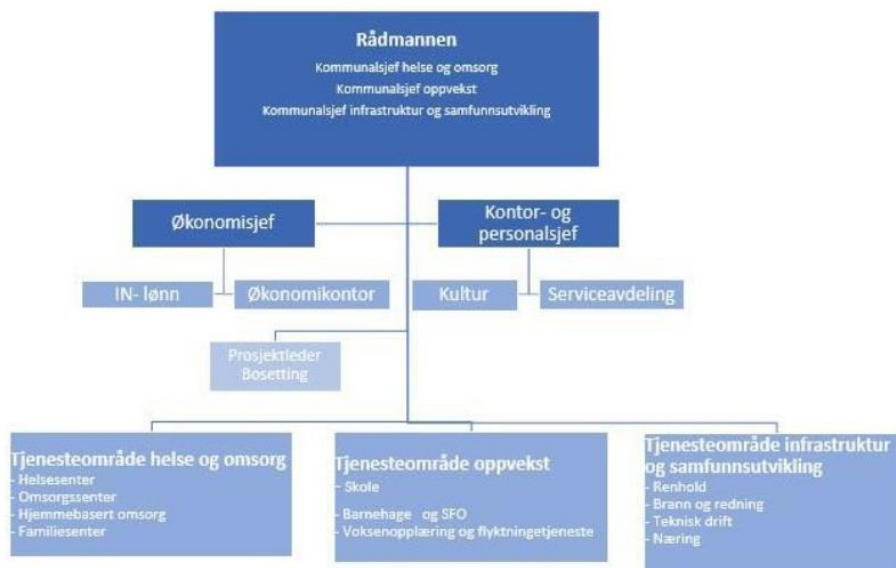 Rådmannen
Kommunalsjef helse og omsorg
Kommunalsjef oppvekst
Kommunalsjef infrastruktur og samfunnsutvikling
Økonomisjef
Kontor- og
personalsjef
IN- lønn
Økonomikontor
Kultur
Serviceavdeling
Prosjektleder
Bosetting
Tjenesteområde helse og omsorg
- Helsesenter
- Omsorgssenter
- Hjemmebasert omsorg
- Familiesenter
Tjenesteområde oppvekst
- Skole
- Barnehage og SFO
- Voksenopplæring og flyktningetjeneste
Tjenesteområde infrastruktur
og samfunnsutvikling
- Renhold
- Brann og redning
- Teknisk drift
- Næring